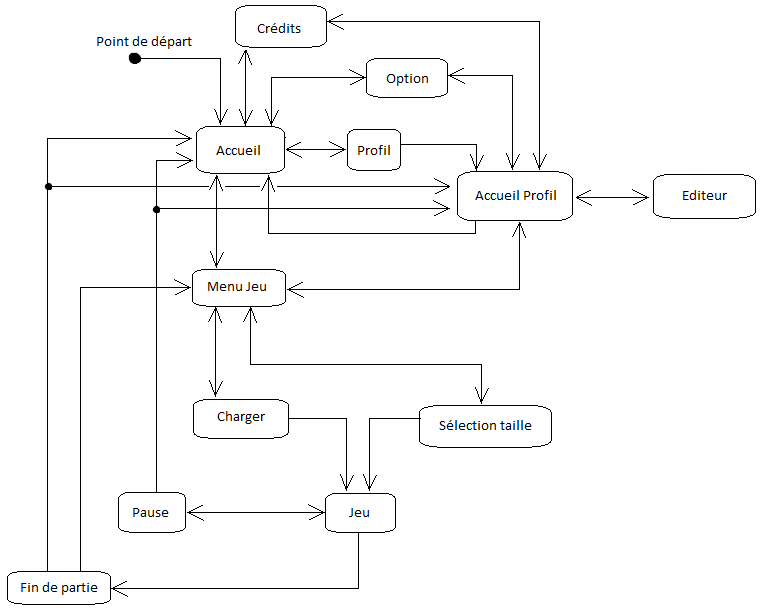 Crédits
Point de départ
Option
Accueil
Profil
Accueil Profil
Editeur
Menu Jeu
Charger
Sélection taille
Pause
Jeu
Fin de partie